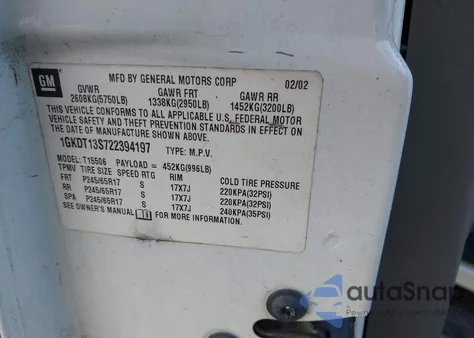 GM
MFD BY GENERAL MOTORS CORP 02/02
GVWR GAWR FRT GAWR RR
2608KG(5750LB) 1338KG(2950LB) 1452KG(3200LB)
THIS VEHICLE CONFORMS TO ALL APPLICABLE U.S. FEDERAL
VEHICLE SAFETY AND THEFT PREVENTION STANDARDS IN EFFECT ON
THE DATE OF MANUFACTURE SHOWN ABOVE.
1GKDT13S722394197 TYPE: M.P.V.
MODEL: T15506 PAYLOAD = 452KG(996LB)
TPMV TIRE SIZE SPEED RTG RIM COLD TIRE PRESSURE
FRT P245/65R17 S 17X7J 220KPA(32PSI)
RR P245/65R17 S 17X7J 220KPA(32PSI)
SPA P245/65R17 S 17X7J 240KPA(35PSI)
SEE OWNER'S MANUAL FOR MORE INFORMATION
autoSnap